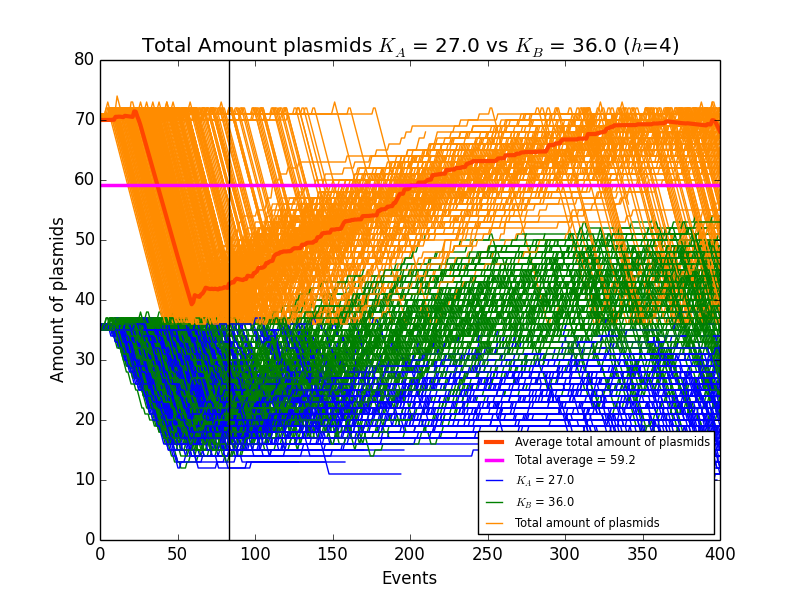 Total Amount plasmids K_A = 27.0 vs K_B = 36.0 (h=4)
80
70
60
50
40
30
20
10
0
Amount of plasmids
Average total amount of plasmids
Total average = 59.2
K_A = 27.0
K_B = 36.0
Total amount of plasmids
0 50 100 150 200 250 300 350 400
Events